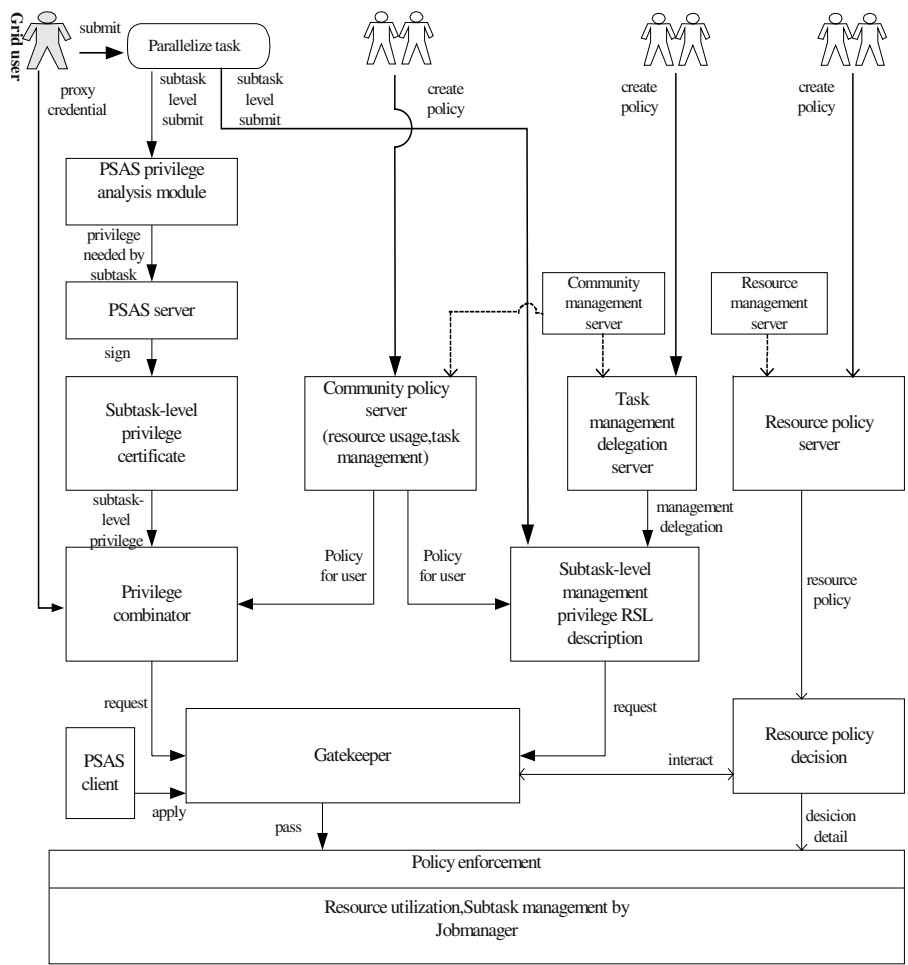 Grid user
submit
Parallelize task
proxy
credential
subtask
level
submit
subtask
level
submit
create
policy
create
policy
create
policy
PSAS privilege
analysis module
privilege
needed by
subtask
PSAS server
sign
Community
management
server
Resource
management
server
Subtask-level
privilege
certificate
Community policy
server
(resource usage,task
management)
Task
management
delegation
server
Resource policy
server
subtask-
level
privilege
management
delegation
Policy
for user
Policy
for user
Privilege
combinator
Subtask-level
management
privilege RSL
description
resource
policy
request
request
PSAS
client
Gatekeeper
interact
Resource policy
decision
apply
pass
desicion
detail
Policy enforcement
Resource utilization,Subtask management by
Jobmanager